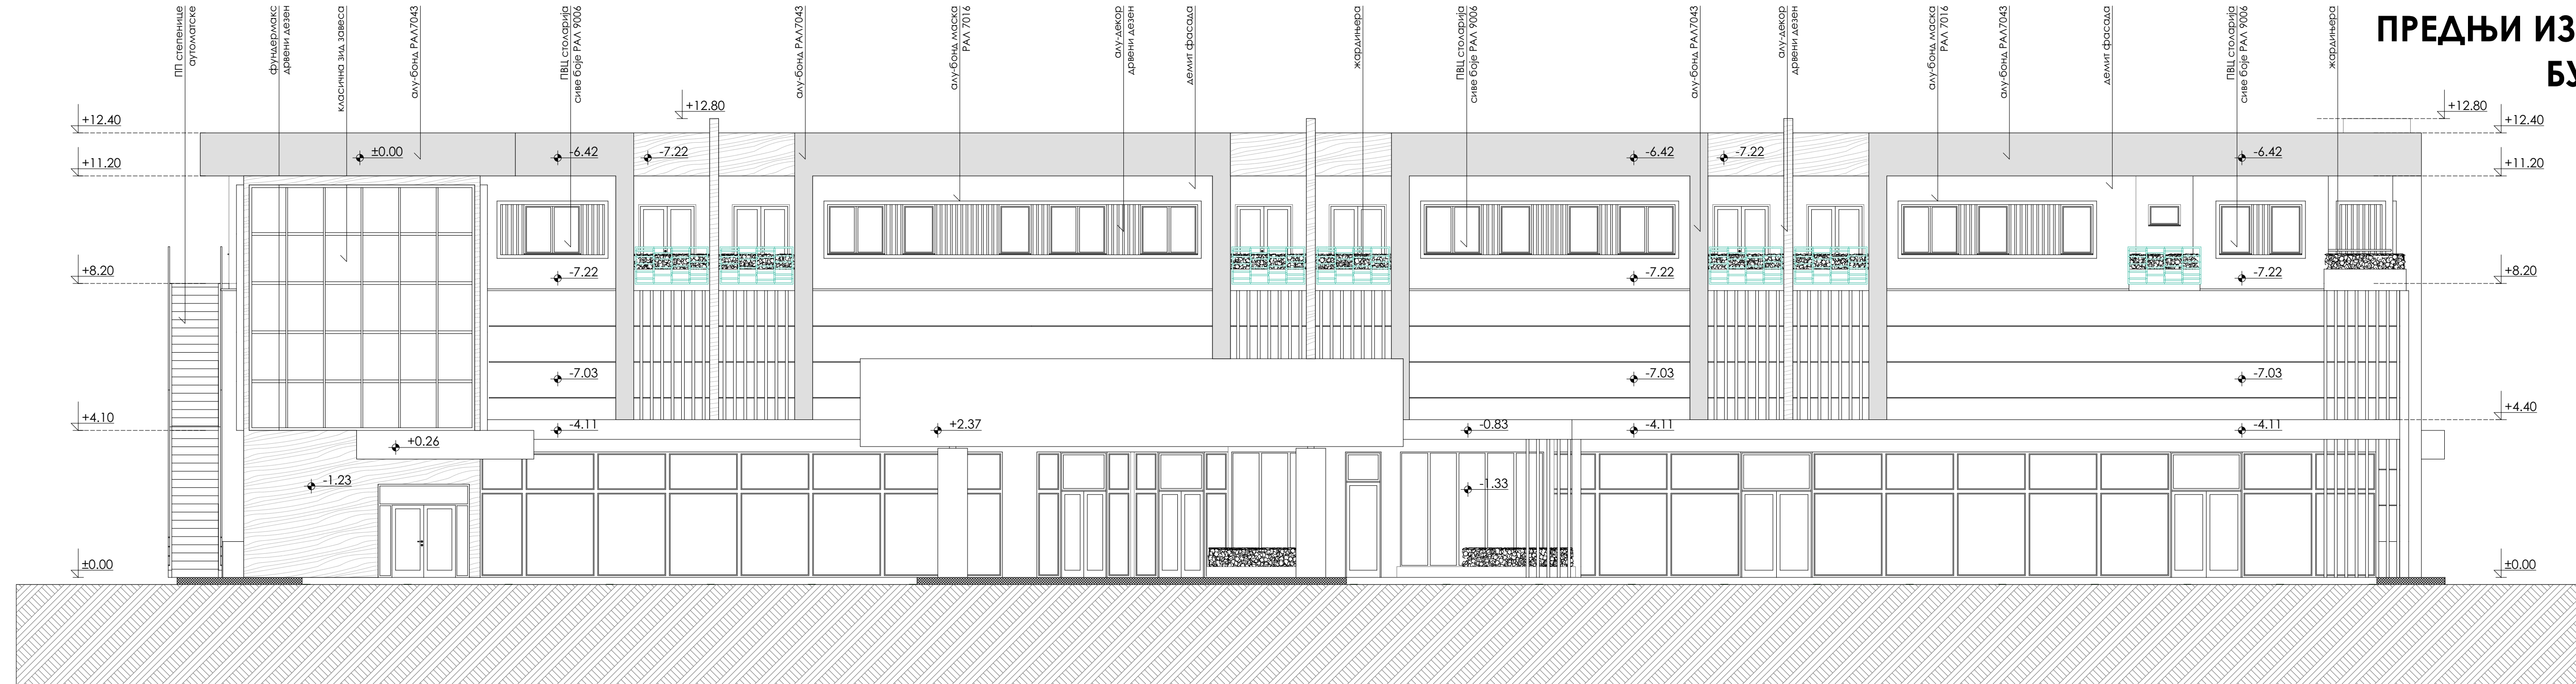 ПРЕДЊИ ИЗ
БУ
ПП степенице
аутоматске
фундермакс
дрвени дезен
класична зид завеса
алу-бонд РАЛ7043
ПВЦ столарија
сиве боје РАЛ 9006
алу-бонд РАЛ7043
алу-бонд маска
РАЛ 7016
алу-декор
дрвени дезен
демит фасада
жардињера
ПВЦ столарија
сиве боје РАЛ 9006
алу-бонд РАЛ7043
алу-декор
дрвени дезен
алу-бонд маска
РАЛ 7016
алу-бонд РАЛ7043
демит фасада
ПВЦ столарија
сиве боје РАЛ 9006
жардињера
+12.80
+12.80
+12.40
+12.40
±0.00
-6.42
-7.22
-6.42
-7.22
-6.42
+11.20
+11.20
+8.20
-7.22
-7.22
-7.22
+8.20
-7.03
-7.03
-7.03
+4.10
+0.26
-4.11
+2.37
-0.83
-4.11
-4.11
+4.40
-1.23
-1.33
±0.00
±0.00